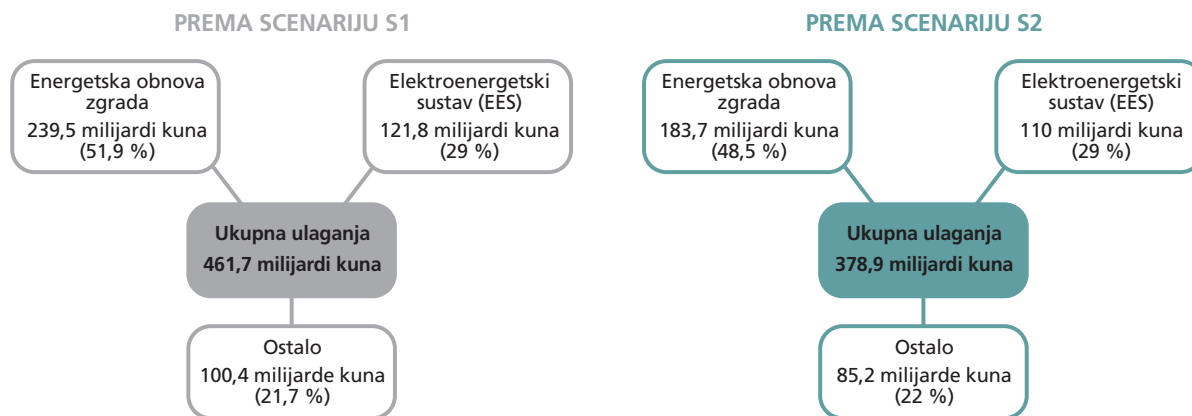 PREMA SCENARIJU S1
Energetska obnova
zgrada
239,5 milijardi kuna
(51,9 %)
Elektroenergetski
sustav (EES)
121,8 milijardi kuna
(29 %)
Ukupna ulaganja
461,7 milijardi kuna
Ostalo
100,4 milijarde kuna
(21,7 %)
PREMA SCENARIJU S2
Energetska obnova
zgrada
183,7 milijardi kuna
(48,5 %)
Elektroenergetski
sustav (EES)
110 milijardi kuna
(29 %)
Ukupna ulaganja
378,9 milijardi kuna
Ostalo
85,2 milijarde kuna
(22 %)